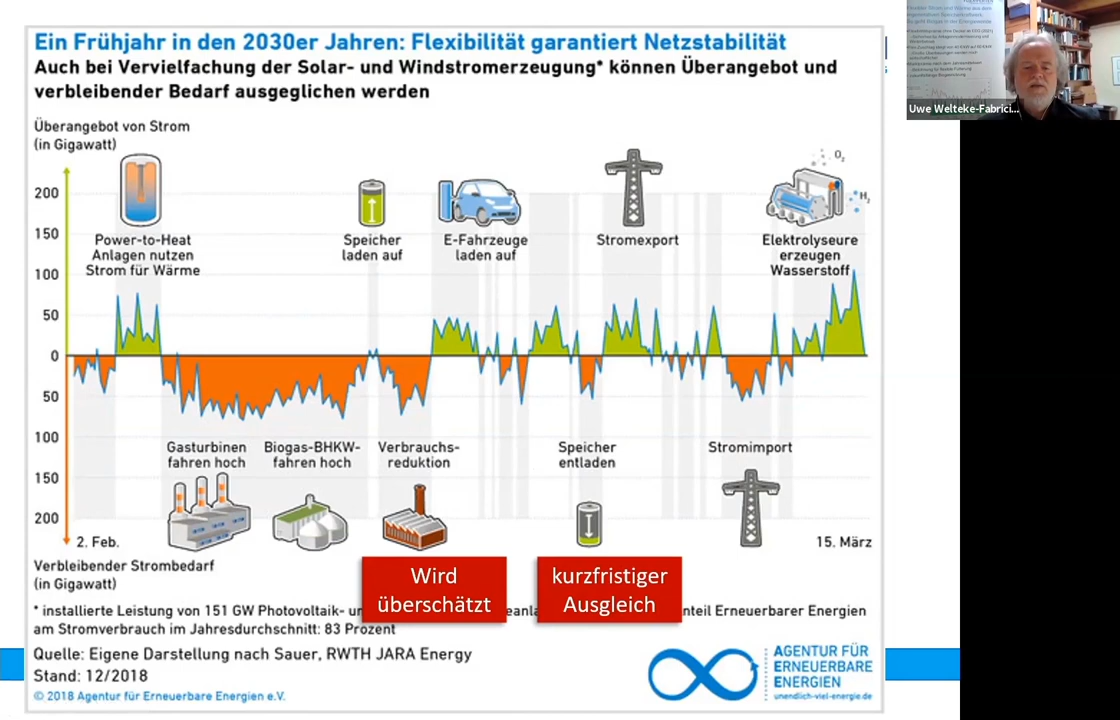 Ein Frühjahr in den 2030er Jahren: Flexibilität garantiert Netzstabilität
Auch bei Vervielfachung der Solar- und Windstromerzeugung* können Überangebot und
verbleibender Bedarf ausgeglichen werden
Überangebot von Strom
(in Gigawatt)
200
150
100
50
0
50
100
150
200
Power-to-Heat
Anlagen nutzen
Strom für Wärme
Speicher
laden auf
E-Fahrzeuge
laden auf
Stromexport
O2
H2
Elektrolyseure
erzeugen
Wasserstoff
Gasturbinen
fahren hoch
Biogas-BHKW-
fahren hoch
Verbrauchs-
reduktion
Speicher
entladen
Stromimport
2. Feb.
15. März
Verbleibender Strombedarf
(in Gigawatt)
Wird
überschätzt
kurzfristiger
Ausgleich
* installierte Leistung von 151 GW Photovoltaik- Erneuerbarer Energien
am Stromverbrauch im Jahresdurchschnitt: 83 Prozent
Quelle: Eigene Darstellung nach Sauer, RWTH JARA Energy
Stand: 12/2018
© 2018 Agentur für Erneuerbare Energien e.V.
AGENTUR FÜR
ERNEUERBARE
ENERGIEN
unendlich-viel-energie.de
Uwe Welteke-Fabrici...